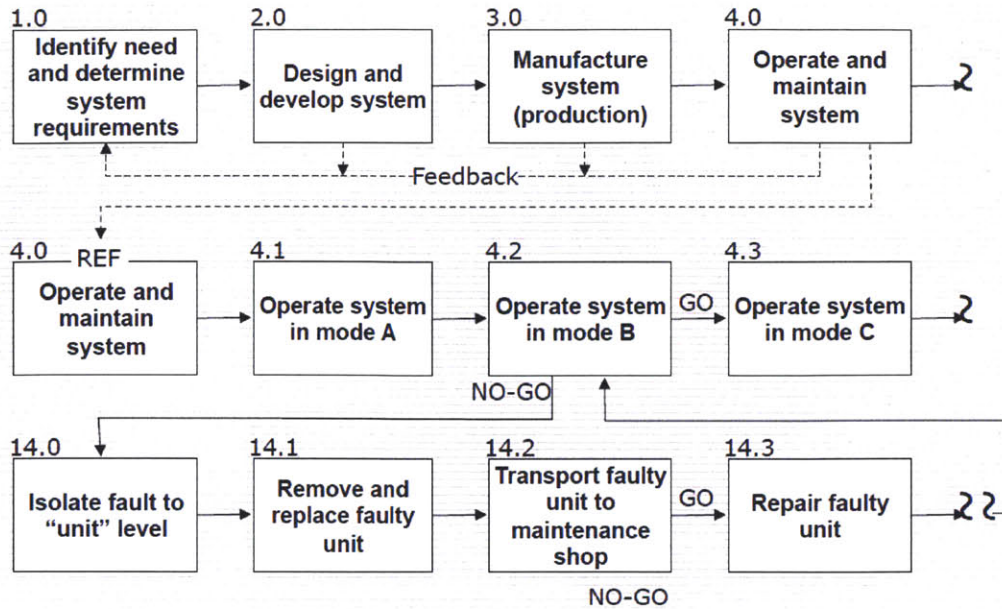 1.0
Identify need
and determine
system
requirements
2.0
Design and
develop system
3.0
Manufacture
system
(production)
4.0
Operate and
maintain
system
Feedback
4.0
REF
Operate and
maintain
system
4.1
Operate system
in mode A
4.2
Operate system
in mode B
GO
4.3
Operate system
in mode C
NO-GO
14.0
Isolate fault to
“unit” level
14.1
Remove and
replace faulty
unit
14.2
Transport faulty
unit to
maintenance
shop
GO
14.3
Repair faulty
unit
NO-GO